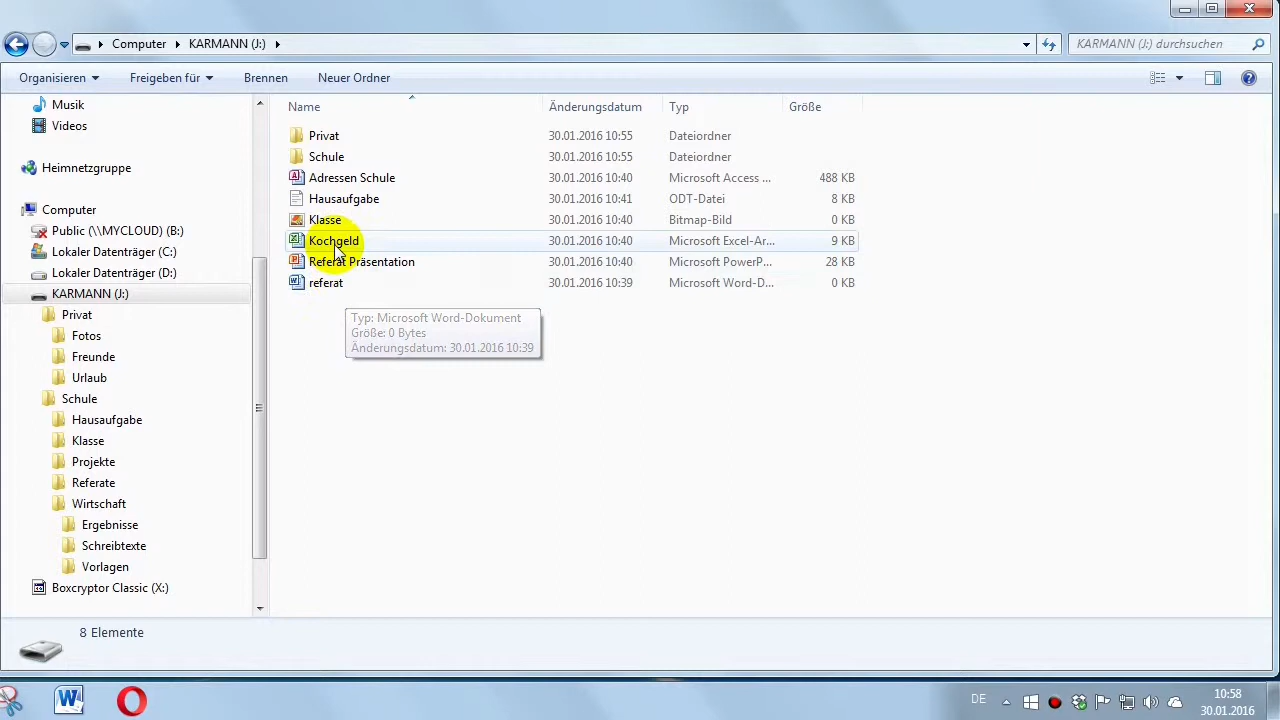 Computer KARMANN (J:) KARMANN (J:) durchsuchen
Organisieren Freigeben für Brennen Neuer Ordner
Musik
Videos
Heimnetzgruppe
Computer
Public (\\MYCLOUD) (B:)
Lokaler Datenträger (C:)
Lokaler Datenträger (D:)
KARMANN (J:)
Privat
Fotos
Freunde
Urlaub
Schule
Hausaufgabe
Klasse
Projekte
Referate
Wirtschaft
Ergebnisse
Schreibtexte
Vorlagen
Boxcryptor Classic (X:)
Name Änderungsdatum Typ Größe
Privat 30.01.2016 10:55 Dateiordner
Schule 30.01.2016 10:55 Dateiordner
Adressen Schule 30.01.2016 10:40 Microsoft Access ... 488 KB
Hausaufgabe 30.01.2016 10:41 ODT-Datei 8 KB
Klasse 30.01.2016 10:40 Bitmap-Bild 0 KB
Kochgeld 30.01.2016 10:40 Microsoft Excel-Ar... 9 KB
Referat Präsentation 30.01.2016 10:40 Microsoft PowerP... 28 KB
referat 30.01.2016 10:39 Microsoft Word-D... 0 KB
Typ: Microsoft Word-Dokument
Größe: 0 Bytes
Änderungsdatum: 30.01.2016 10:39
8 Elemente
DE
10:58
30.01.2016